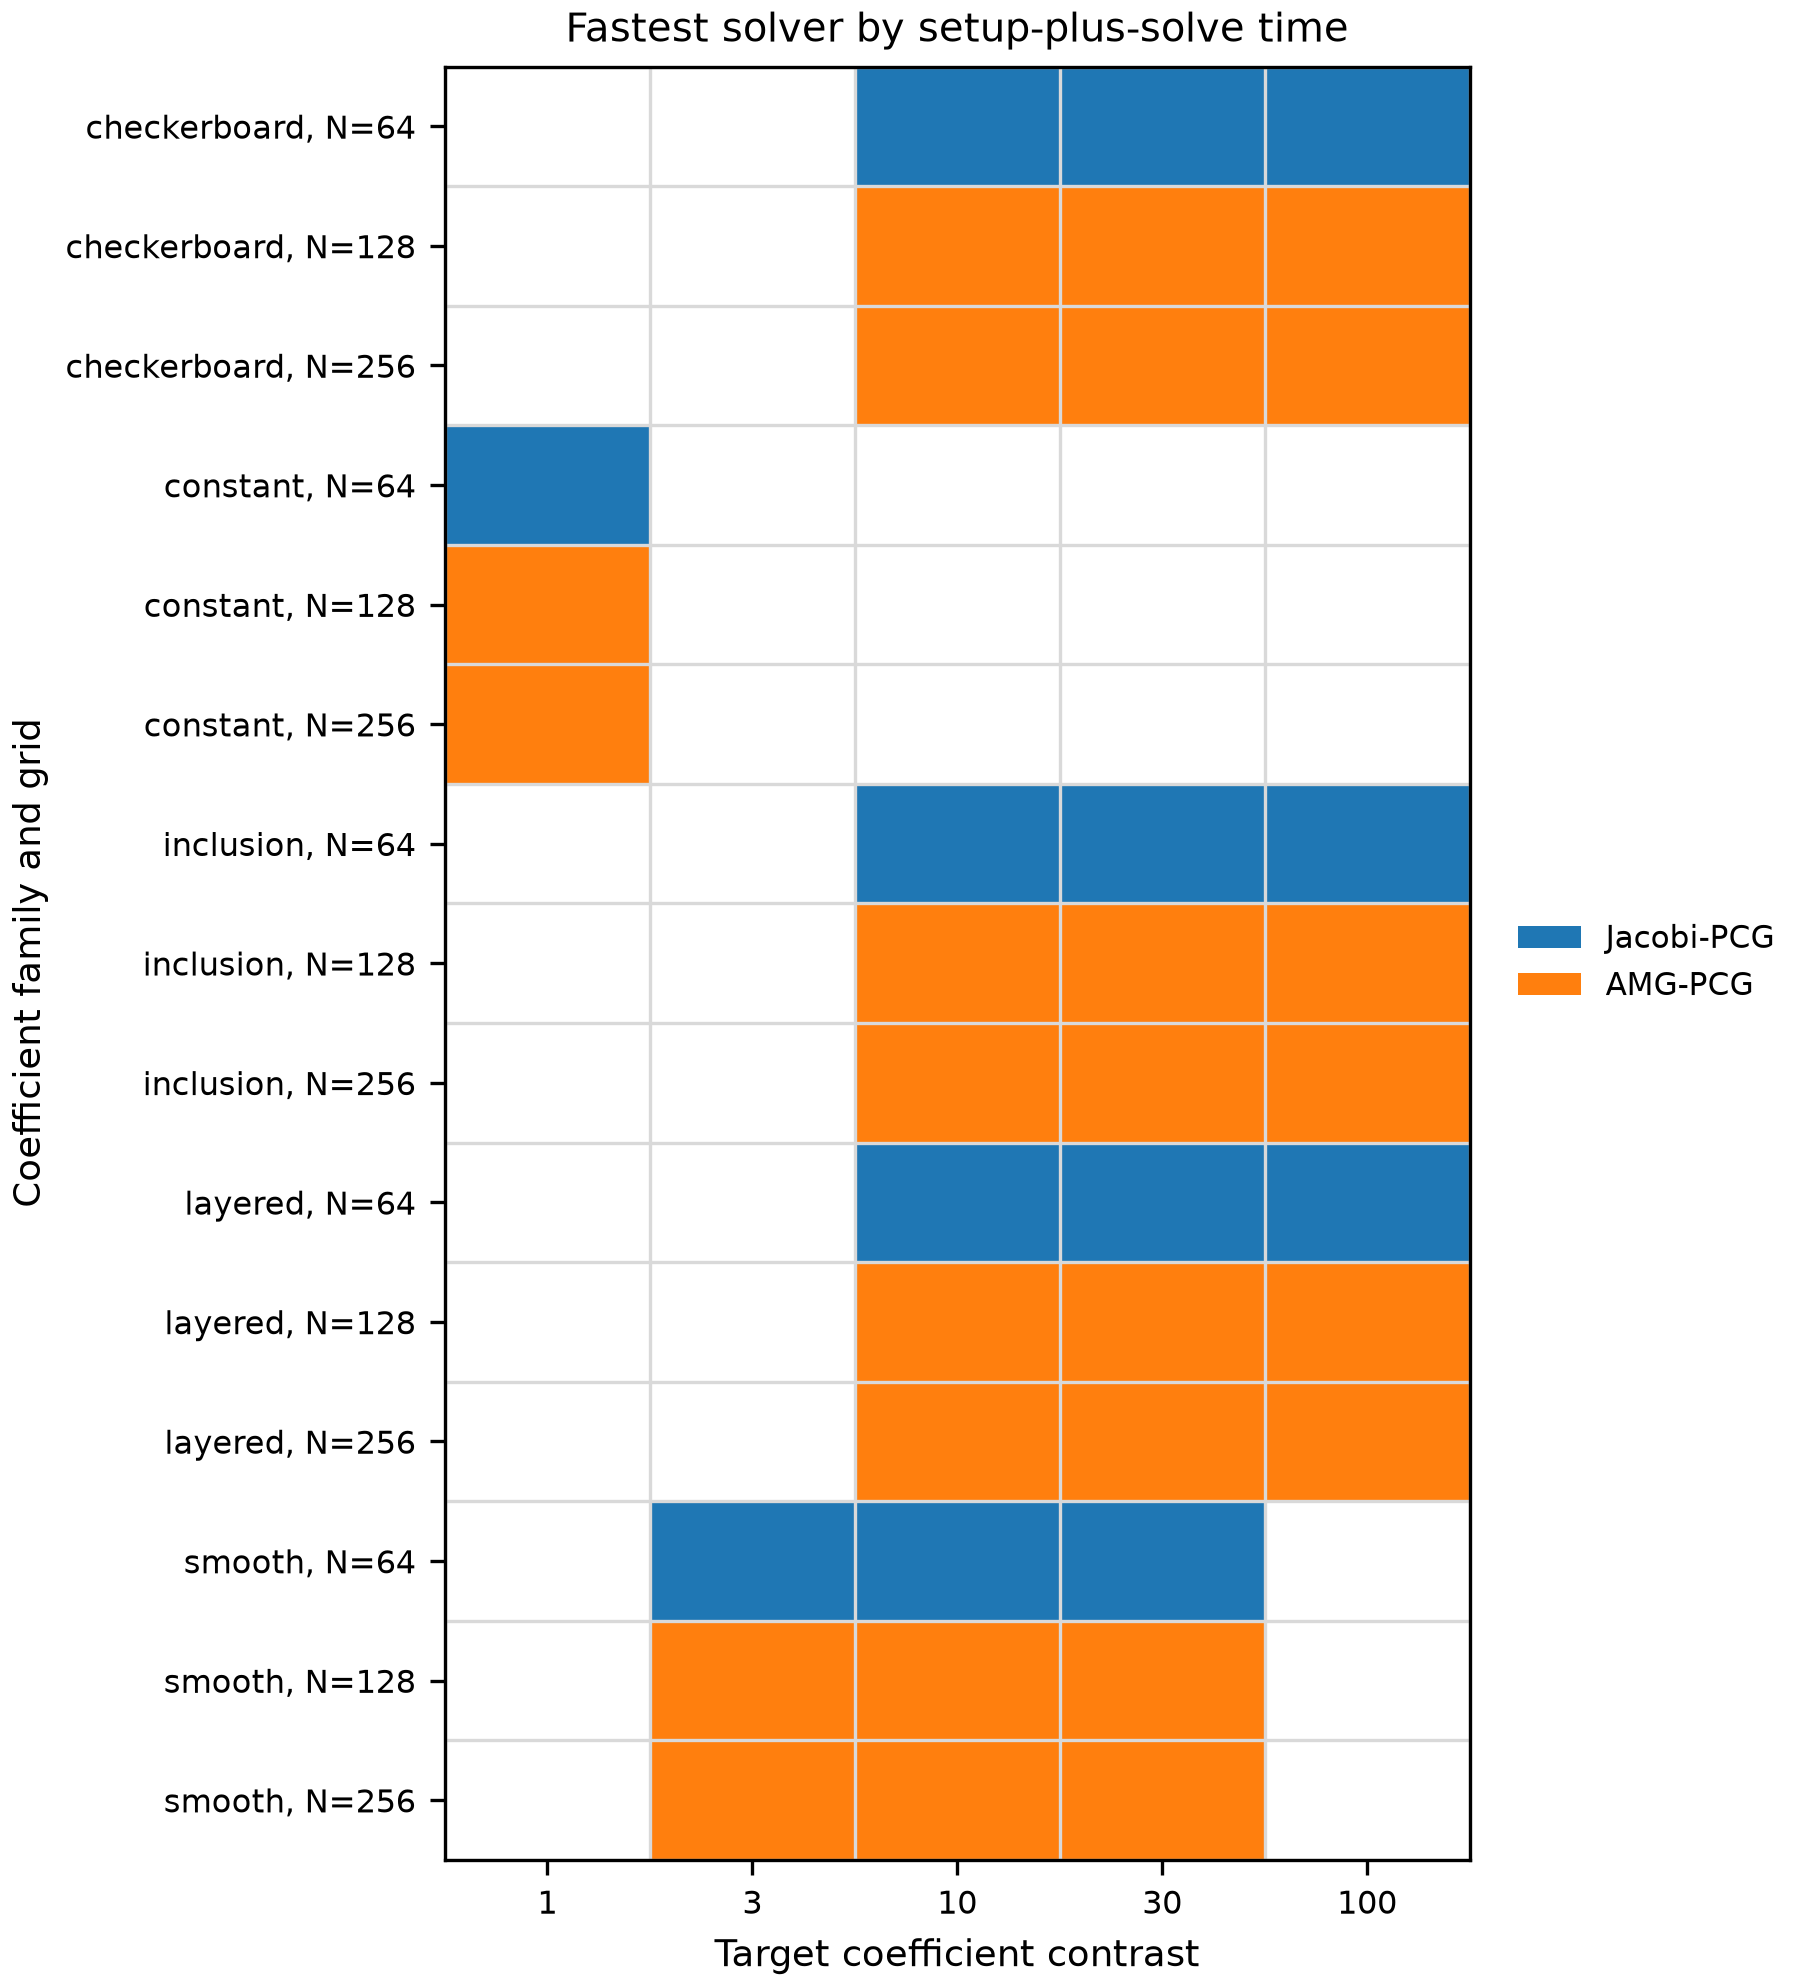 Fastest solver by setup-plus-solve time
Coefficient family and grid
checkerboard, N=64
checkerboard, N=128
checkerboard, N=256
constant, N=64
constant, N=128
constant, N=256
inclusion, N=64
inclusion, N=128
inclusion, N=256
layered, N=64
layered, N=128
layered, N=256
smooth, N=64
smooth, N=128
smooth, N=256
1 3 10 30 100
Target coefficient contrast
Jacobi-PCG
AMG-PCG